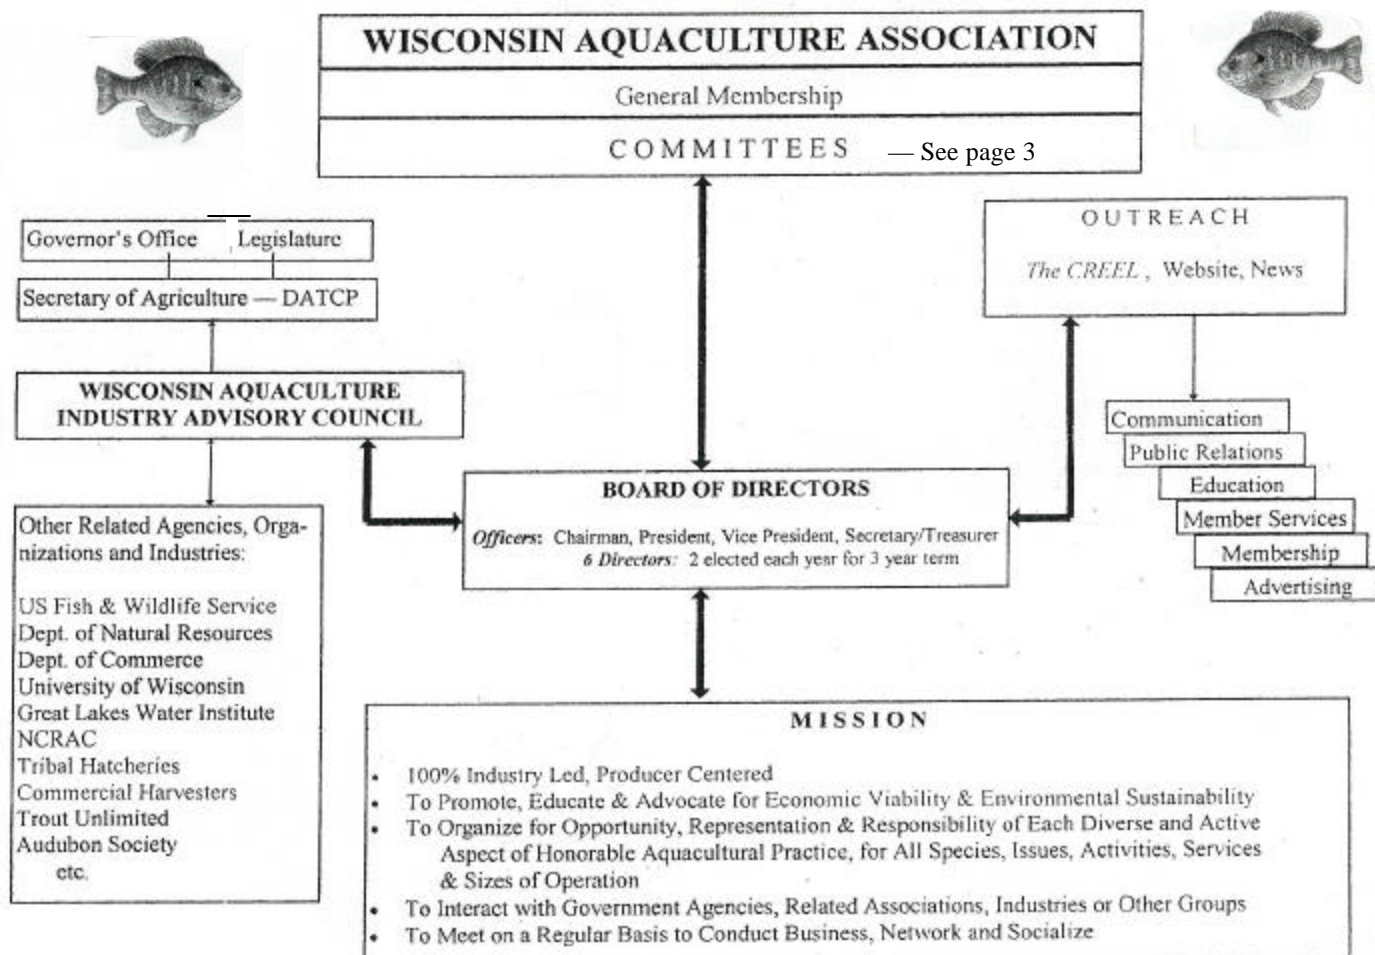 WISCONSIN AQUACULTURE ASSOCIATION
General Membership
COMMITTEES — See page 3
Governor's Office Legislature
Secretary of Agriculture — DATCP
WISCONSIN AQUACULTURE
INDUSTRY ADVISORY COUNCIL
Other Related Agencies, Orga-
nizations and Industries:
US Fish & Wildlife Service
Dept. of Natural Resources
Dept. of Commerce
University of Wisconsin
Great Lakes Water Institute
NCRAC
Tribal Hatcheries
Commercial Harvesters
Trout Unlimited
Audubon Society
etc.
OUTREACH
The CREEL , Website, News
Communication
Public Relations
Education
Member Services
Membership
Advertising
BOARD OF DIRECTORS
Officers: Chairman, President, Vice President, Secretary/Treasurer
6 Directors: 2 elected each year for 3 year term
MISSION
• 100% Industry Led, Producer Centered
• To Promote, Educate & Advocate for Economic Viability & Environmental Sustainability
• To Organize for Opportunity, Representation & Responsibility of Each Diverse and Active
Aspect of Honorable Aquacultural Practice, for All Species, Issues, Activities, Services
& Sizes of Operation
• To Interact with Government Agencies, Related Associations, Industries or Other Groups
• To Meet on a Regular Basis to Conduct Business, Network and Socialize